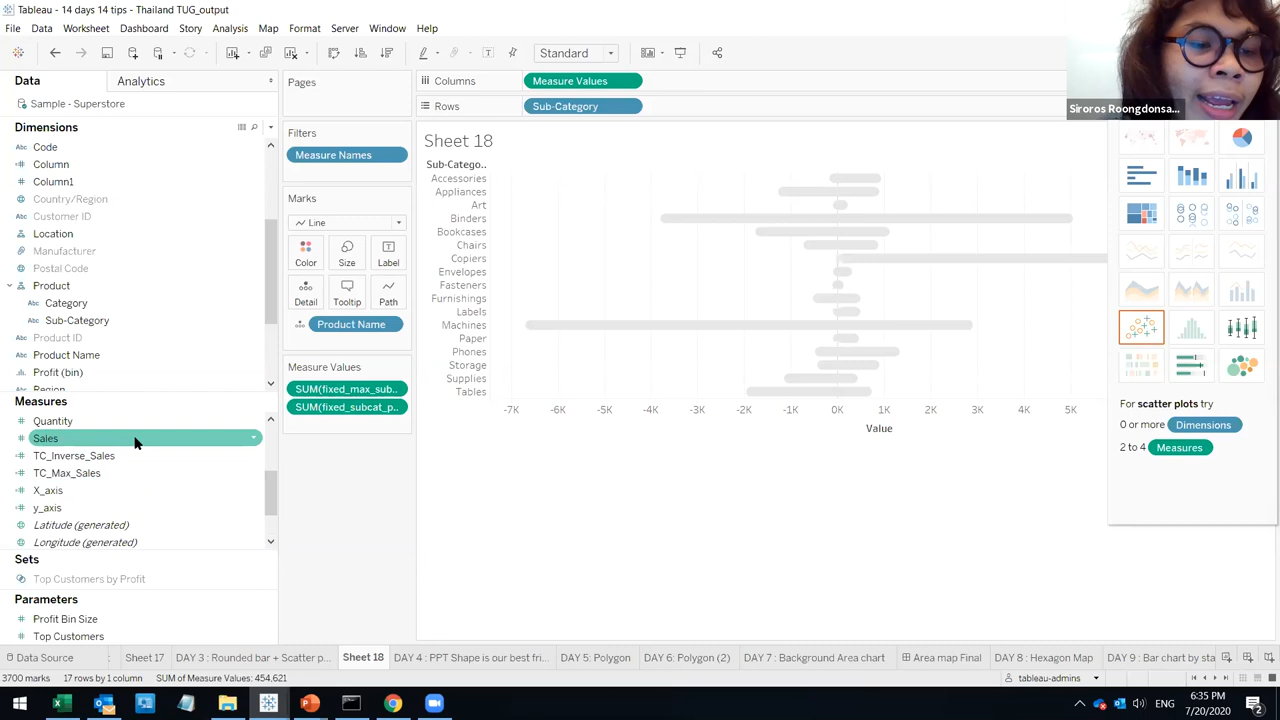 Tableau - 14 days 14 tips - Thailand TUG_output
File Data Worksheet Dashboard Story Analysis Map Format Server Window Help
Standard
Data Analytics
Sample - Superstore
Dimensions
Code
Column
Column1
Country/Region
Customer ID
Location
Manufacturer
Postal Code
Product
Category
Sub-Category
Product ID
Product Name
Profit (bin)
Region
Measures
Quantity
Sales
TC_Inverse_Sales
TC_Max_Sales
X_axis
y_axis
Latitude (generated)
Longitude (generated)
Sets
Top Customers by Profit
Parameters
Profit Bin Size
Top Customers
Pages
Filters
Measure Names
Marks
Line
Color Size Label
Detail Tooltip Path
Product Name
Measure Values
SUM(fixed_max_sub..
SUM(fixed_subcat_p..
Columns Measure Values
Rows Sub-Category
Sheet 18
Sub-Catego..
Accessories
Appliances
Art
Binders
Bookcases
Chairs
Copiers
Envelopes
Fasteners
Furnishings
Labels
Machines
Paper
Phones
Storage
Supplies
Tables
-7K -6K -5K -4K -3K -2K -1K 0K 1K 2K 3K 4K 5K
Value
Siroros Roongdonsa...
For scatter plots try
0 or more Dimensions
2 to 4 Measures
Data Source Sheet 17 DAY 3 : Rounded bar + Scatter p... Sheet 18 DAY 4 : PPT Shape is our best fri... DAY 5: Polygon DAY 6: Polygon (2) DAY 7 : Background Area chart Area map Final DAY 8 : Hexagon Map DAY 9 : Bar chart by sta
3700 marks 17 rows by 1 column SUM of Measure Values: 454,621 tableau-admins
ENG
6:35 PM
7/20/2020
2